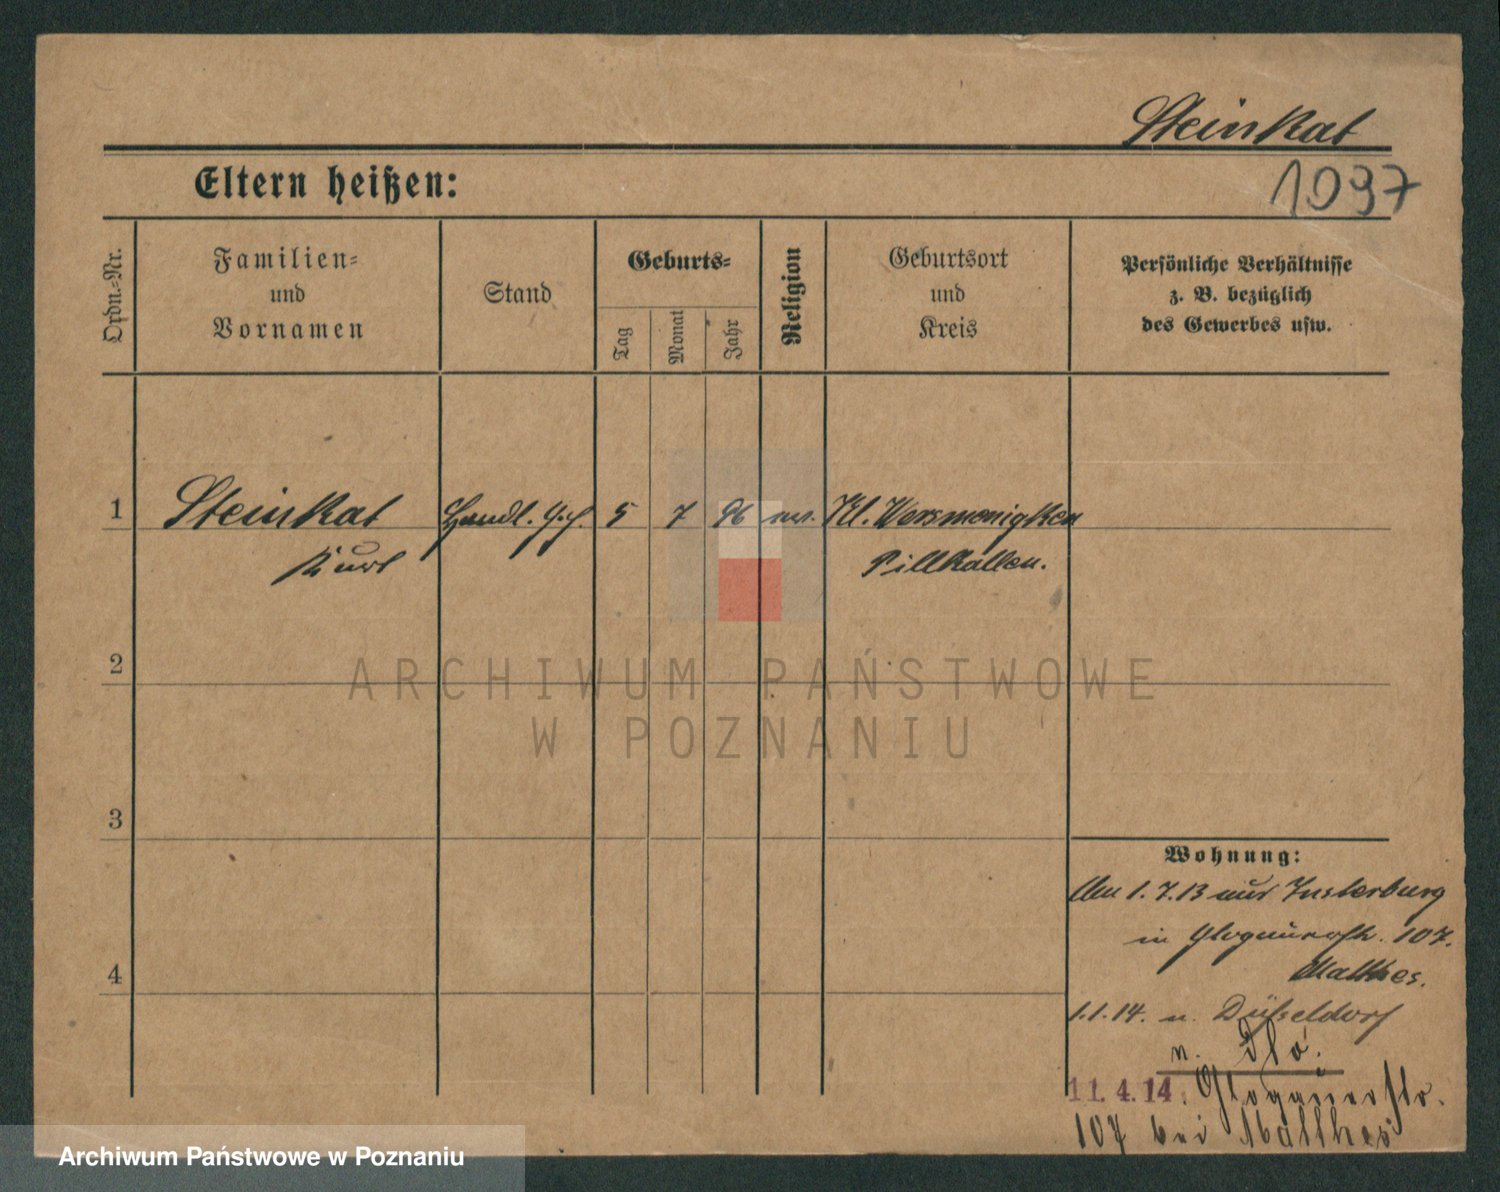 Steinkat
1097
Eltern heißen:
Ordn.-Nr.
Familien-
und
Vornamen
Stand
Geburts-
Tag
Monat
Jahr
Religion
Geburtsort
und
Kreis
Persönliche Verhältnisse
z. B. bezüglich
des Gewerbes usw.
1 Steinkat Handl. G. 5 7 96 ev. Kl. Wersmenigken
Kurt Pillkallen.
2
ARCHIWUM PAŃSTWOWE
W POZNANIU
3
Wohnung:
Am 1.7.13 aus Insterburg
in Glogauerstr. 107.
Matthes.
4
1.1.14. n. Düsseldorf
v. dto.
11.4.14. Glogauerstr.
107 bei Matthes
Archiwum Państwowe w Poznaniu